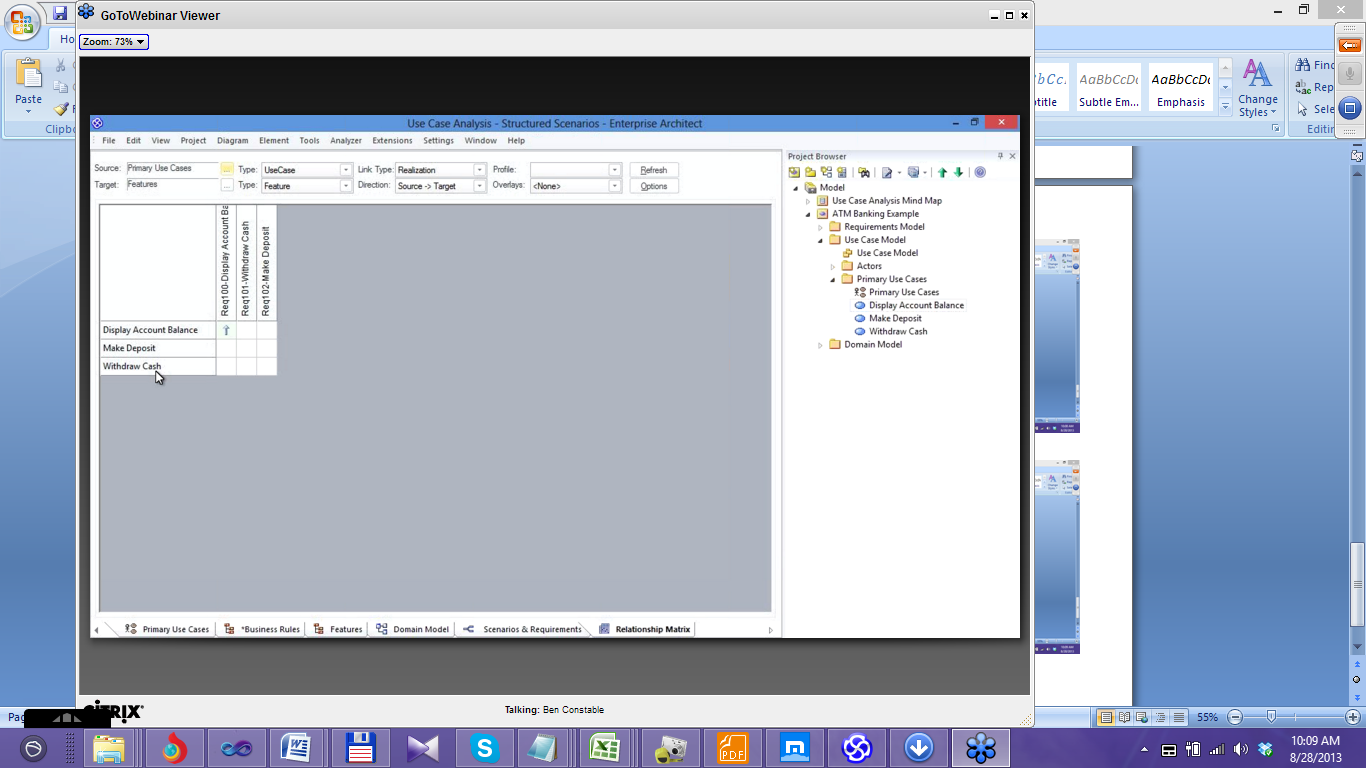 GoToWebinar Viewer
Zoom: 73%
Paste
Subtle Em...
Emphasis
Change
Styles
Use Case Analysis - Structured Scenarios - Enterprise Architect
File Edit View Project Diagram Element Tools Analyzer Extensions Settings Window Help
Source: Primary Use Cases ... Type: UseCase Link Type: Realization Profile: Refresh
Target: Features ... Type: Feature Direction: Source -> Target Overlays: <None> Options
Req100-Display Account Ba
Req101-Withdraw Cash
Req102-Make Deposit
Display Account Balance
Make Deposit
Withdraw Cash
Project Browser
Model
Use Case Analysis Mind Map
ATM Banking Example
Requirements Model
Use Case Model
Use Case Model
Actors
Primary Use Cases
Primary Use Cases
Display Account Balance
Make Deposit
Withdraw Cash
Domain Model
Primary Use Cases *Business Rules Features Domain Model Scenarios & Requirements Relationship Matrix
Talking: Ben Constable
55%
PDF
10:09 AM
8/28/2013